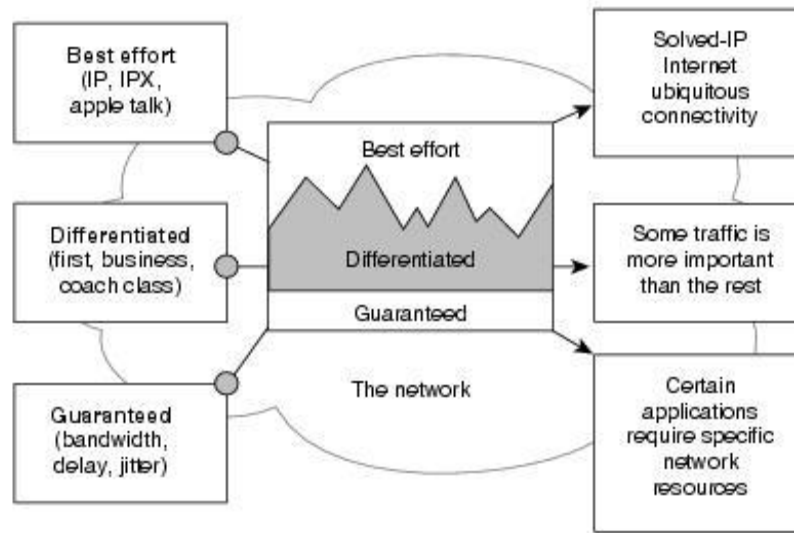 Best effort
(IP, IPX,
apple talk)
Differentiated
(first, business,
coach class)
Guaranteed
(bandwidth,
delay, jitter)
Best effort
Differentiated
Guaranteed
The network
Solved-IP
Internet
ubiquitous
connectivity
Some traffic is
more important
than the rest
Certain
applications
require specific
network
resources